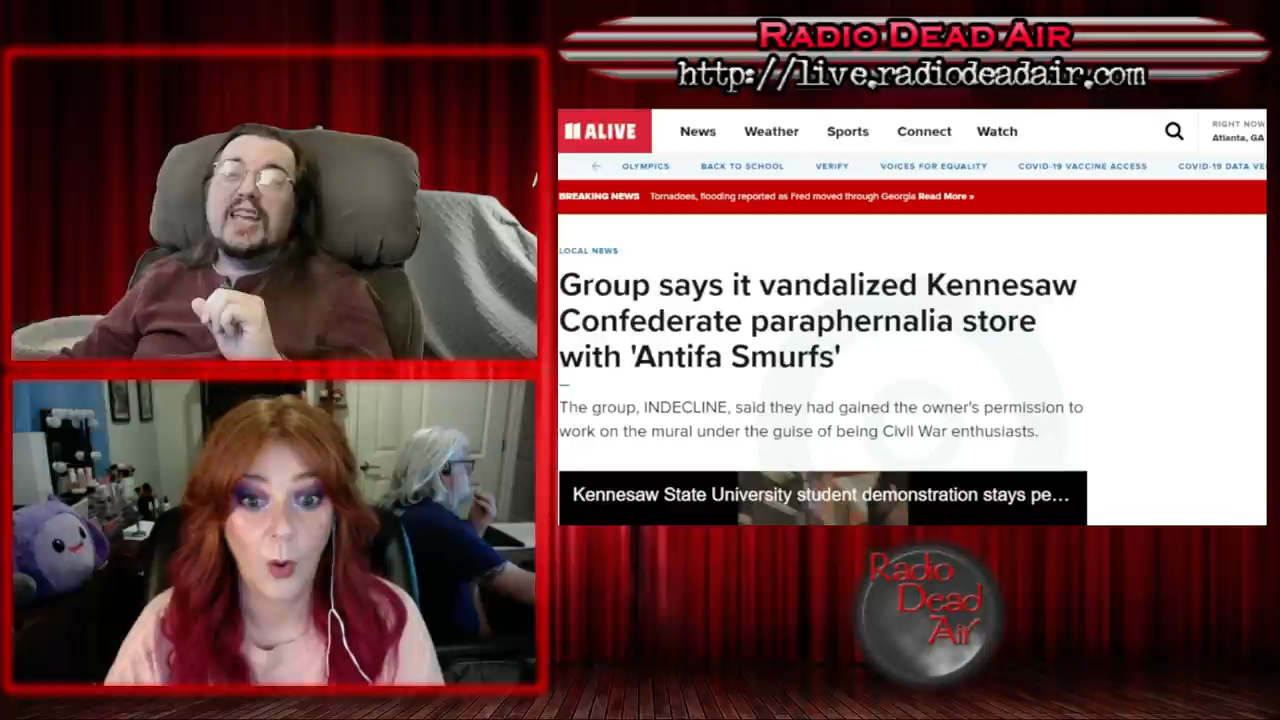 RADIO DEAD AIR
http://live.radiodeadair.com
11 ALIVE
News Weather Sports Connect Watch
RIGHT NOW
Atlanta, GA
OLYMPICS BACK TO SCHOOL VERIFY VOICES FOR EQUALITY COVID-19 VACCINE ACCESS COVID-19 DATA VE
BREAKING NEWS Tornadoes, flooding reported as Fred moved through Georgia Read More »
LOCAL NEWS
Group says it vandalized Kennesaw
Confederate paraphernalia store
with 'Antifa Smurfs'
The group, INDECLINE, said they had gained the owner's permission to
work on the mural under the guise of being Civil War enthusiasts.
Kennesaw State University student demonstration stays pe...
Radio
Dead
Air